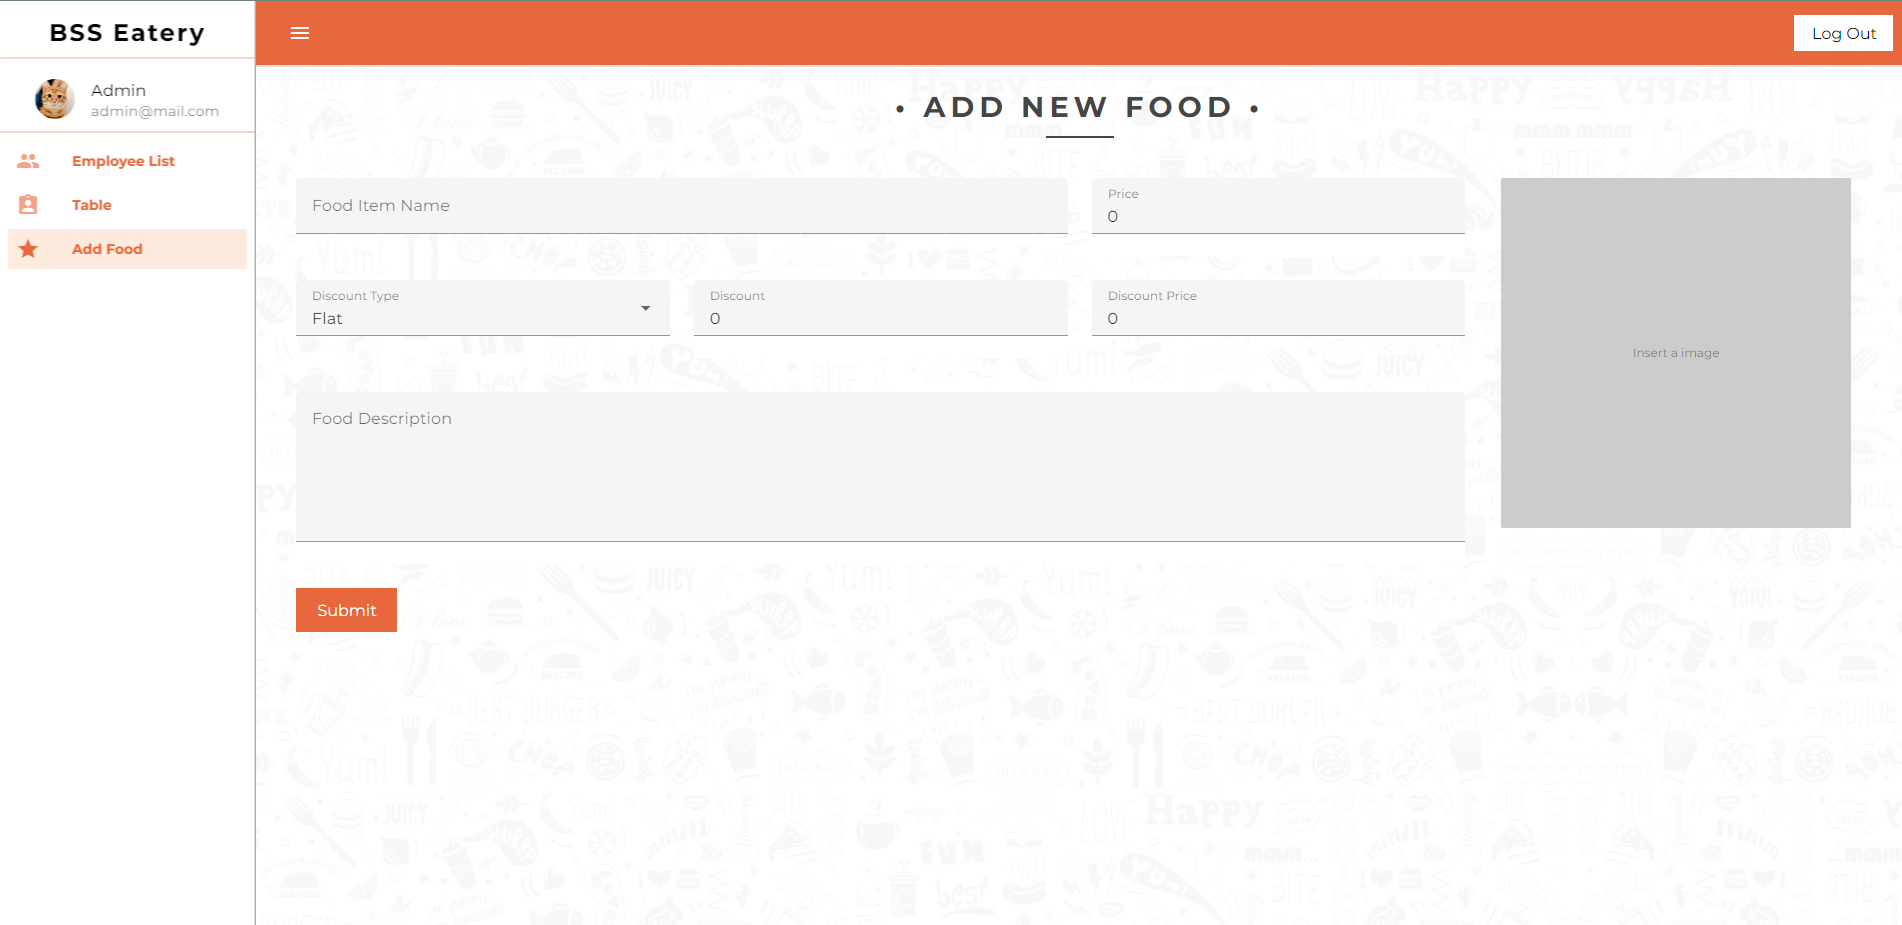 BSS Eatery
Log Out
Admin
admin@mail.com
Employee List
Table
Add Food
• ADD NEW FOOD •
Food Item Name
Price
0
Discount Type
Flat
Discount
0
Discount Price
0
Insert a image
Food Description
Submit